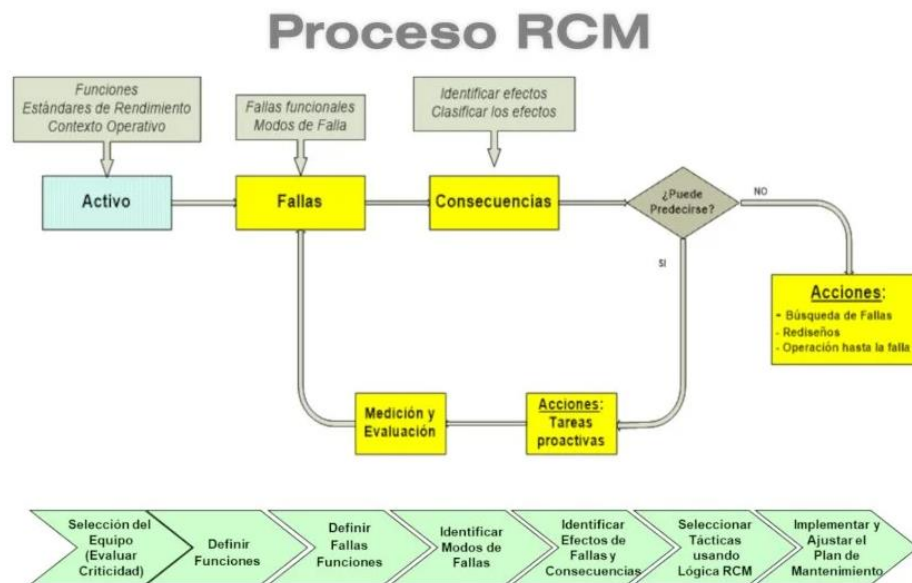 Proceso RCM
Funciones
Estándares de Rendimiento
Contexto Operativo
Fallas funcionales
Modos de Falla
Identificar efectos
Clasificar los efectos
Activo
Fallas
Consecuencias
¿Puede
Predecirse?
NO
SI
Acciones:
- Búsqueda de Fallas
- Rediseños
- Operación hasta la falla
Medición y
Evaluación
Acciones:
Tareas
proactivas
Selección del
Equipo
(Evaluar
Criticidad)
Definir
Funciones
Definir
Fallas
Funciones
Identificar
Modos de
Fallas
Identificar
Efectos de
Fallas y
Consecuencias
Seleccionar
Tácticas
usando
Lógica RCM
Implementar y
Ajustar el
Plan de
Mantenimiento